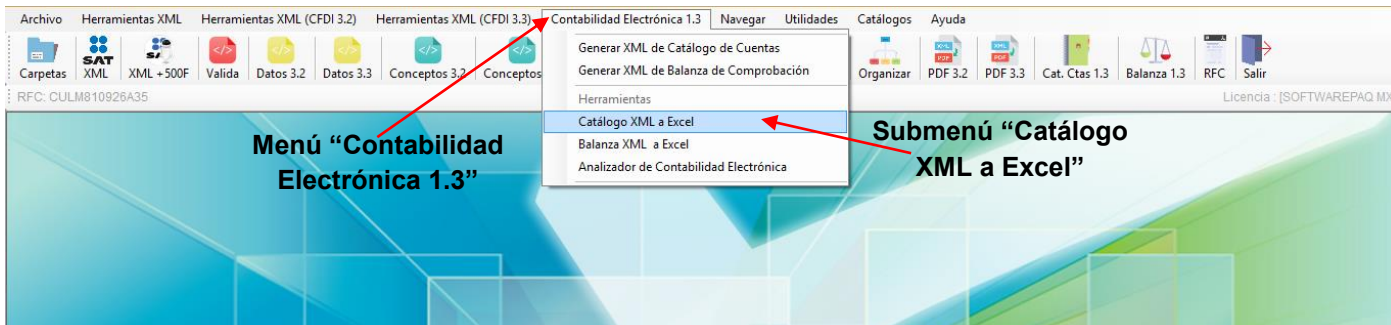 Archivo Herramientas XML Herramientas XML (CFDI 3.2) Herramientas XML (CFDI 3.3) Contabilidad Electrónica 1.3 Navegar Utilidades Catálogos Ayuda
Carpetas XML XML +500F Valida Datos 3.2 Datos 3.3 Conceptos 3.2 Conceptos Organizar PDF 3.2 PDF 3.3 Cat. Ctas 1.3 Balanza 1.3 RFC Salir
SAT
RFC: CULM810926A35
Licencia : [SOFTWAREPAQ MX
Generar XML de Catálogo de Cuentas
Generar XML de Balanza de Comprobación
Herramientas
Catálogo XML a Excel
Balanza XML a Excel
Analizador de Contabilidad Electrónica
Menú “Contabilidad
Electrónica 1.3”
Submenú “Catálogo
XML a Excel”